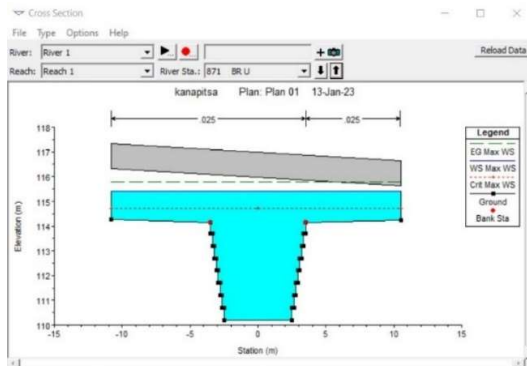 Cross Section
File Type Options Help
River: River 1
Reload Data
Reach: Reach 1 River Sta.: 871 BR U
kanapitsa Plan: Plan 01 13-Jan-23
.025 .025
Legend
EG Max WS
WS Max WS
Crit Max WS
Ground
Bank Sta
118
117
116
115
114
113
112
111
110
Elevation (m)
-15 -10 -5 0 5 10 15
Station (m)